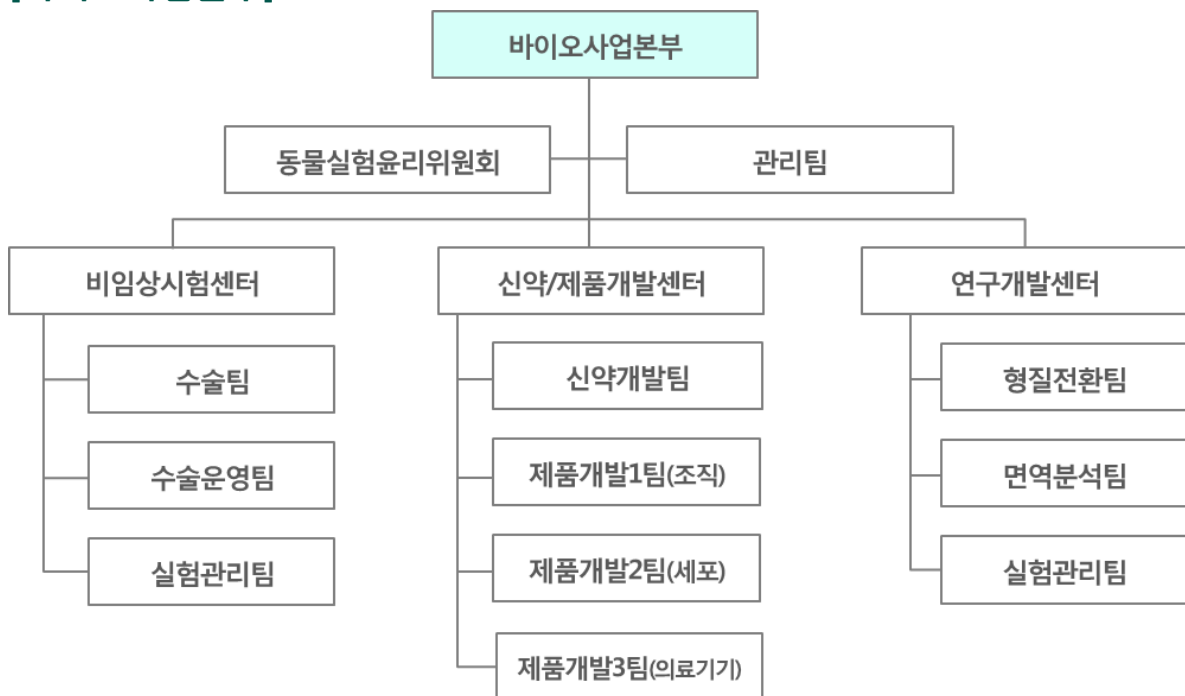 바이오사업본부
동물실험윤리위원회
관리팀
비임상시험센터
신약/제품개발센터
연구개발센터
수술팀
신약개발팀
형질전환팀
수술운영팀
제품개발1팀(조직)
면역분석팀
실험관리팀
제품개발2팀(세포)
실험관리팀
제품개발3팀(의료기기)